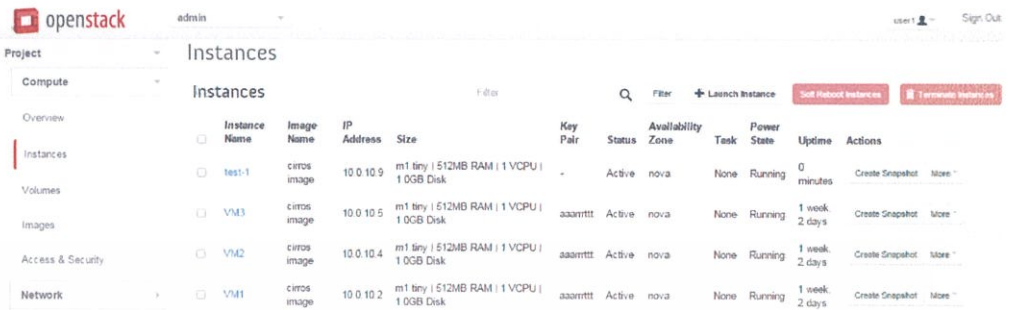 openstack admin user1 Sign Out
Project
Instances
Compute
Instances Filter Filter + Launch Instance Soft Reboot Instances Terminate Instances
Overview
Instance Name Image Name IP Address Size Key Pair Status Availability Zone Task Power State Uptime Actions
Instances
test-1 cirros image 10.0.10.9 m1 tiny | 512MB RAM | 1 VCPU | 1 0GB Disk - Active nova None Running 0 minutes Create Snapshot More
Volumes
VM3 cirros image 10.0 10 5 m1 tiny | 512MB RAM | 1 VCPU | 1 0GB Disk Active nova None Running 1 week, 2 days Create Snapshot More
Images
VM2 cirros image 10.0.10.4 m1 tiny | 512MB RAM | 1 VCPU | 1 0GB Disk Active nova None Running 1 week, 2 days Create Snapshot More
Access & Security
VM1 cirros image 10 0 10 2 m1 tiny | 512MB RAM | 1 VCPU | 1 0GB Disk Active nova None Running 1 week, 2 days Create Snapshot More
Network